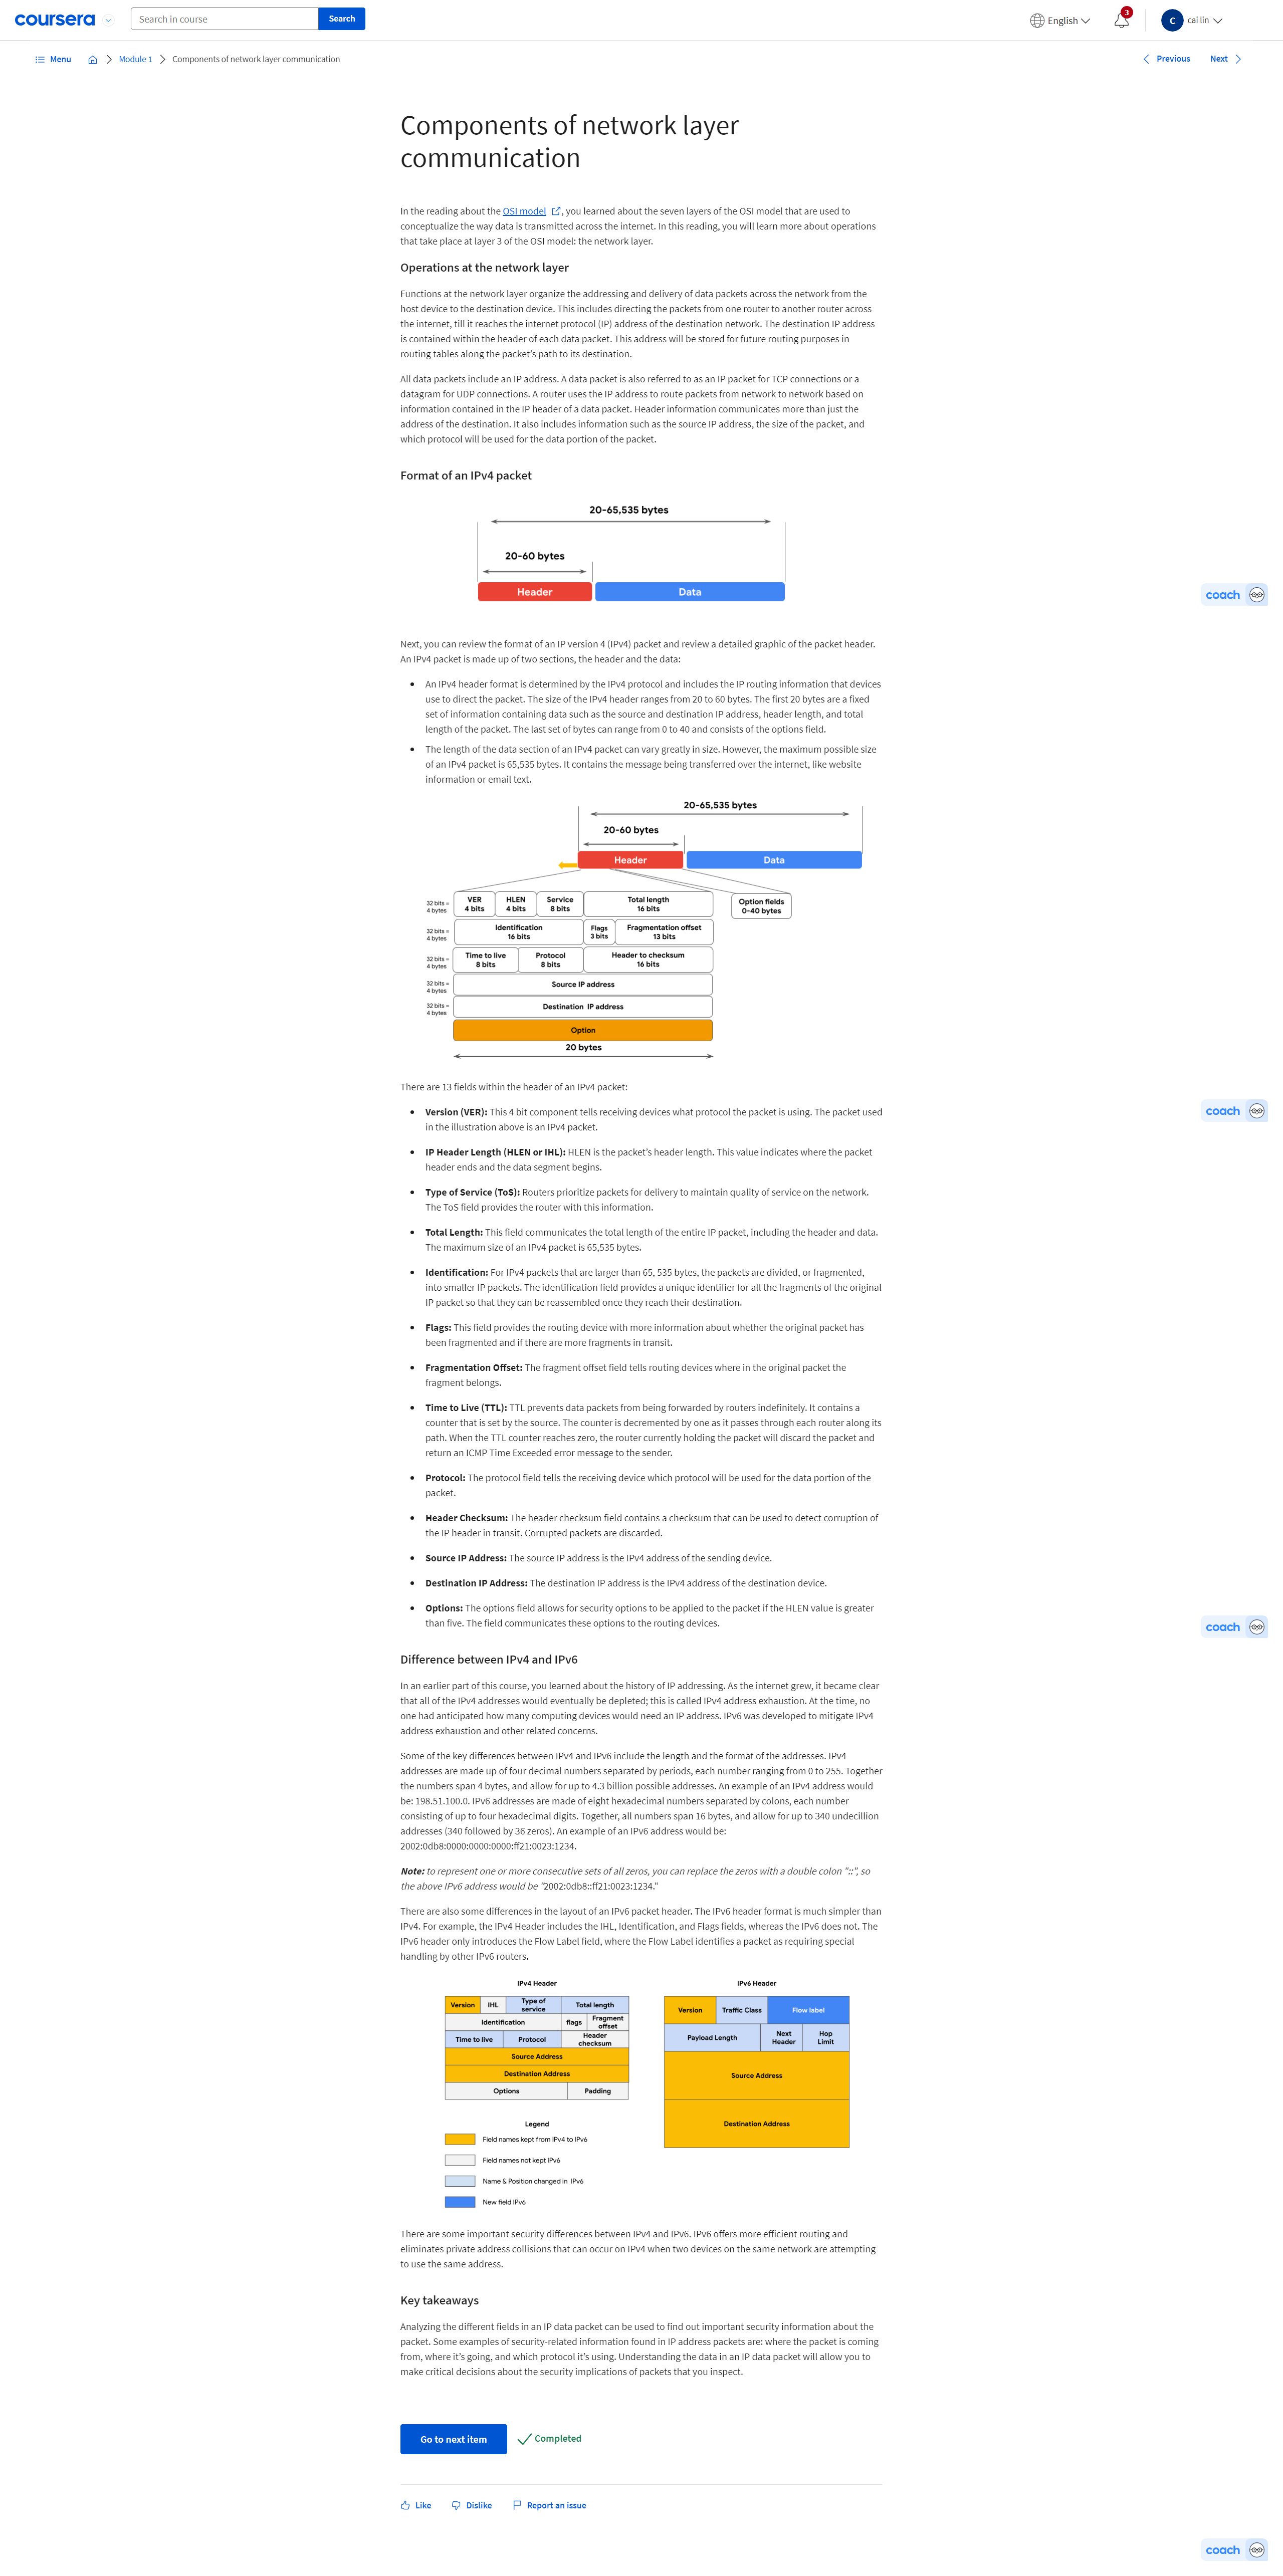 coursera
Search in course
Search
English
3
C
cai lin
Menu
Module 1
Components of network layer communication
Previous
Next
Components of network layer
communication
In the reading about the OSI model , you learned about the seven layers of the OSI model that are used to
conceptualize the way data is transmitted across the internet. In this reading, you will learn more about operations
that take place at layer 3 of the OSI model: the network layer.
Operations at the network layer
Functions at the network layer organize the addressing and delivery of data packets across the network from the
host device to the destination device. This includes directing the packets from one router to another router across
the internet, till it reaches the internet protocol (IP) address of the destination network. The destination IP address
is contained within the header of each data packet. This address will be stored for future routing purposes in
routing tables along the packet's path to its destination.
All data packets include an IP address. A data packet is also referred to as an IP packet for TCP connections or a
datagram for UDP connections. A router uses the IP address to route packets from network to network based on
information contained in the IP header of a data packet. Header information communicates more than just the
address of the destination. It also includes information such as the source IP address, the size of the packet, and
which protocol will be used for the data portion of the packet.
Format of an IPv4 packet
20-65,535 bytes
20-60 bytes
Header
Data
coach
Next, you can review the format of an IP version 4 (IPv4) packet and review a detailed graphic of the packet header.
An IPv4 packet is made up of two sections, the header and the data:
• An IPv4 header format is determined by the IPv4 protocol and includes the IP routing information that devices
use to direct the packet. The size of the IPv4 header ranges from 20 to 60 bytes. The first 20 bytes are a fixed
set of information containing data such as the source and destination IP address, header length, and total
length of the packet. The last set of bytes can range from 0 to 40 and consists of the options field.
• The length of the data section of an IPv4 packet can vary greatly in size. However, the maximum possible size
of an IPv4 packet is 65,535 bytes. It contains the message being transferred over the internet, like website
information or email text.
20-65,535 bytes
20-60 bytes
Header
Data
32 bits =
4 bytes
VER
4 bits
HLEN
4 bits
Service
8 bits
Total length
16 bits
Option fields
0-40 bytes
32 bits =
4 bytes
Identification
16 bits
Flags
3 bits
Fragmentation offset
13 bits
32 bits =
4 bytes
Time to live
8 bits
Protocol
8 bits
Header to checksum
16 bits
32 bits =
4 bytes
Source IP address
32 bits =
4 bytes
Destination IP address
Option
20 bytes
There are 13 fields within the header of an IPv4 packet:
coach
• Version (VER): This 4 bit component tells receiving devices what protocol the packet is using. The packet used
in the illustration above is an IPv4 packet.
• IP Header Length (HLEN or IHL): HLEN is the packet's header length. This value indicates where the packet
header ends and the data segment begins.
• Type of Service (ToS): Routers prioritize packets for delivery to maintain quality of service on the network.
The ToS field provides the router with this information.
• Total Length: This field communicates the total length of the entire IP packet, including the header and data.
The maximum size of an IPv4 packet is 65,535 bytes.
• Identification: For IPv4 packets that are larger than 65, 535 bytes, the packets are divided, or fragmented,
into smaller IP packets. The identification field provides a unique identifier for all the fragments of the original
IP packet so that they can be reassembled once they reach their destination.
• Flags: This field provides the routing device with more information about whether the original packet has
been fragmented and if there are more fragments in transit.
• Fragmentation Offset: The fragment offset field tells routing devices where in the original packet the
fragment belongs.
• Time to Live (TTL): TTL prevents data packets from being forwarded by routers indefinitely. It contains a
counter that is set by the source. The counter is decremented by one as it passes through each router along its
path. When the TTL counter reaches zero, the router currently holding the packet will discard the packet and
return an ICMP Time Exceeded error message to the sender.
• Protocol: The protocol field tells the receiving device which protocol will be used for the data portion of the
packet.
• Header Checksum: The header checksum field contains a checksum that can be used to detect corruption of
the IP header in transit. Corrupted packets are discarded.
• Source IP Address: The source IP address is the IPv4 address of the sending device.
• Destination IP Address: The destination IP address is the IPv4 address of the destination device.
• Options: The options field allows for security options to be applied to the packet if the HLEN value is greater
than five. The field communicates these options to the routing devices.
coach
Difference between IPv4 and IPv6
In an earlier part of this course, you learned about the history of IP addressing. As the internet grew, it became clear
that all of the IPv4 addresses would eventually be depleted; this is called IPv4 address exhaustion. At the time, no
one had anticipated how many computing devices would need an IP address. IPv6 was developed to mitigate IPv4
address exhaustion and other related concerns.
Some of the key differences between IPv4 and IPv6 include the length and the format of the addresses. IPv4
addresses are made up of four decimal numbers separated by periods, each number ranging from 0 to 255. Together
the numbers span 4 bytes, and allow for up to 4.3 billion possible addresses. An example of an IPv4 address would
be: 198.51.100.0. IPv6 addresses are made of eight hexadecimal numbers separated by colons, each number
consisting of up to four hexadecimal digits. Together, all numbers span 16 bytes, and allow for up to 340 undecillion
addresses (340 followed by 36 zeros). An example of an IPv6 address would be:
2002:0db8:0000:0000:0000:ff21:0023:1234.
Note: to represent one or more consecutive sets of all zeros, you can replace the zeros with a double colon "::", so
the above IPv6 address would be "2002:0db8::ff21:0023:1234."
There are also some differences in the layout of an IPv6 packet header. The IPv6 header format is much simpler than
IPv4. For example, the IPv4 Header includes the IHL, Identification, and Flags fields, whereas the IPv6 does not. The
IPv6 header only introduces the Flow Label field, where the Flow Label identifies a packet as requiring special
handling by other IPv6 routers.
IPv4 Header
Version
IHL
Type of
service
Total length
Identification
flags
Fragment
offset
Time to live
Protocol
Header
checksum
Source Address
Destination Address
Options
Padding
Legend
Field names kept from IPv4 to IPv6
Field names not kept IPv6
Name & Position changed in IPv6
New field IPv6
IPv6 Header
Version
Traffic Class
Flow label
Payload Length
Next
Header
Hop
Limit
Source Address
Destination Address
There are some important security differences between IPv4 and IPv6. IPv6 offers more efficient routing and
eliminates private address collisions that can occur on IPv4 when two devices on the same network are attempting
to use the same address.
Key takeaways
Analyzing the different fields in an IP data packet can be used to find out important security information about the
packet. Some examples of security-related information found in IP address packets are: where the packet is coming
from, where it's going, and which protocol it's using. Understanding the data in an IP data packet will allow you to
make critical decisions about the security implications of packets that you inspect.
Go to next item
Completed
Like
Dislike
Report an issue
coach